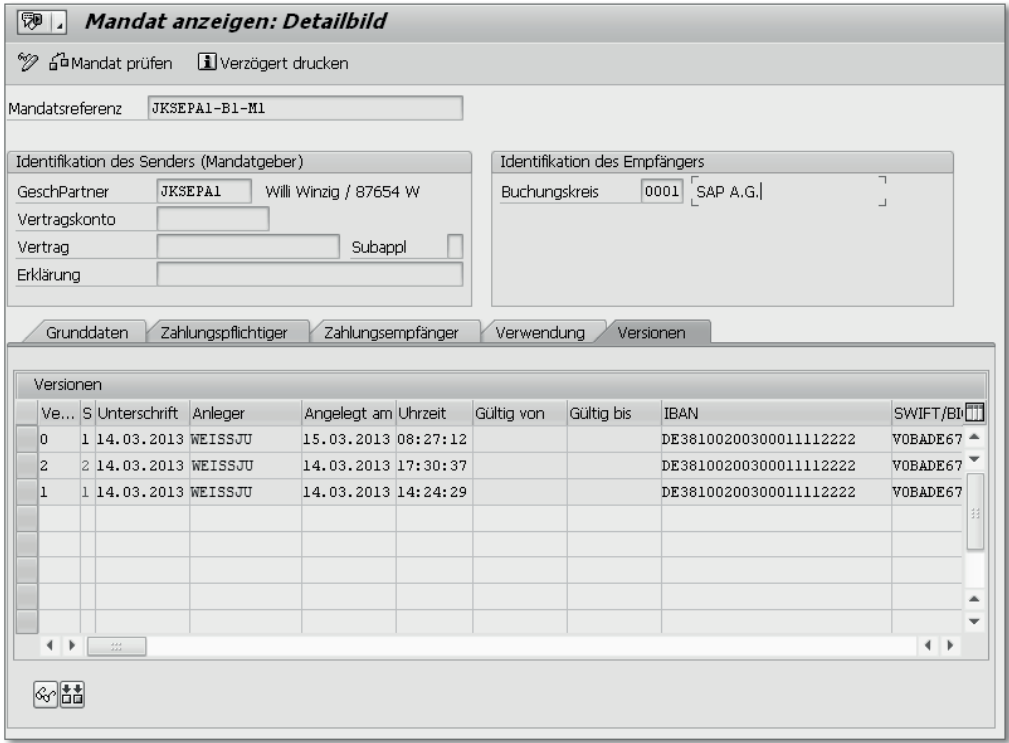 Mandat anzeigen: Detailbild
Mandat prüfen Verzögert drucken
Mandatsreferenz JKSEPA1-B1-M1
Identifikation des Senders (Mandatgeber) Identifikation des Empfängers
GeschPartner JKSEPA1 Willi Winzig / 87654 W Buchungskreis 0001 SAP A.G.
Vertragskonto
Vertrag Subappl
Erklärung
Grunddaten Zahlungspflichtiger Zahlungsempfänger Verwendung Versionen
Versionen
Ve... S Unterschrift Anleger Angelegt am Uhrzeit Gültig von Gültig bis IBAN SWIFT/BI
0 1 14.03.2013 WEISSJU 15.03.2013 08:27:12 DE38100200300011112222 VOBADE67
2 2 14.03.2013 WEISSJU 14.03.2013 17:30:37 DE38100200300011112222 VOBADE67
1 1 14.03.2013 WEISSJU 14.03.2013 14:24:29 DE38100200300011112222 VOBADE67